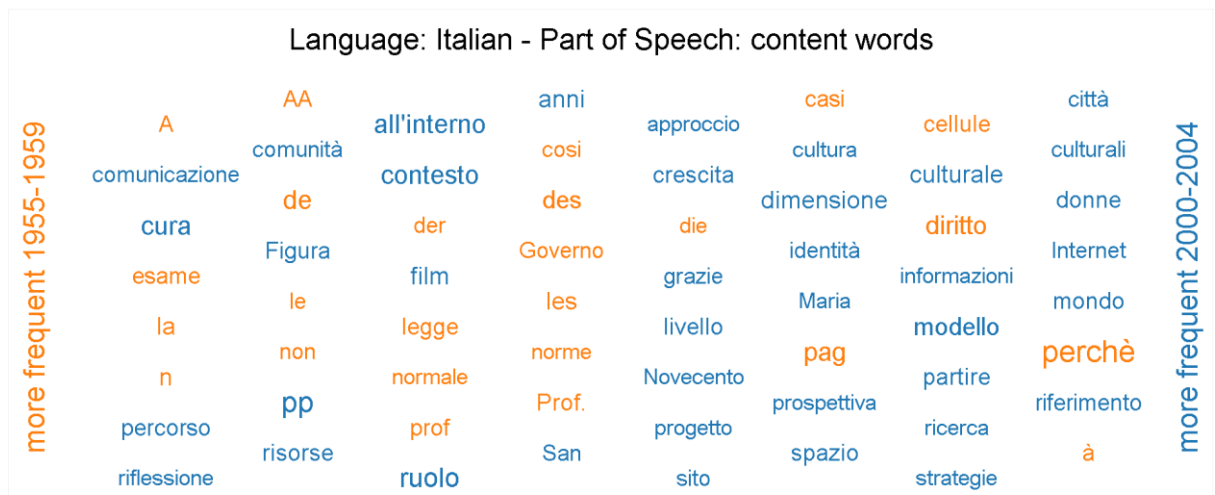 Language: Italian - Part of Speech: content words
more frequent 1955-1959
A
comunicazione
cura
esame
la
n
percorso
riflessione
AA
comunità
de
Figura
le
non
pp
risorse
all'interno
contesto
der
film
legge
normale
prof
ruolo
anni
cosi
des
Governo
les
norme
Prof.
San
approccio
crescita
die
grazie
livello
Novecento
progetto
sito
casi
cultura
dimensione
identità
Maria
pag
prospettiva
spazio
cellule
culturale
diritto
informazioni
modello
partire
ricerca
strategie
città
culturali
donne
Internet
mondo
perchè
riferimento
à
more frequent 2000-2004